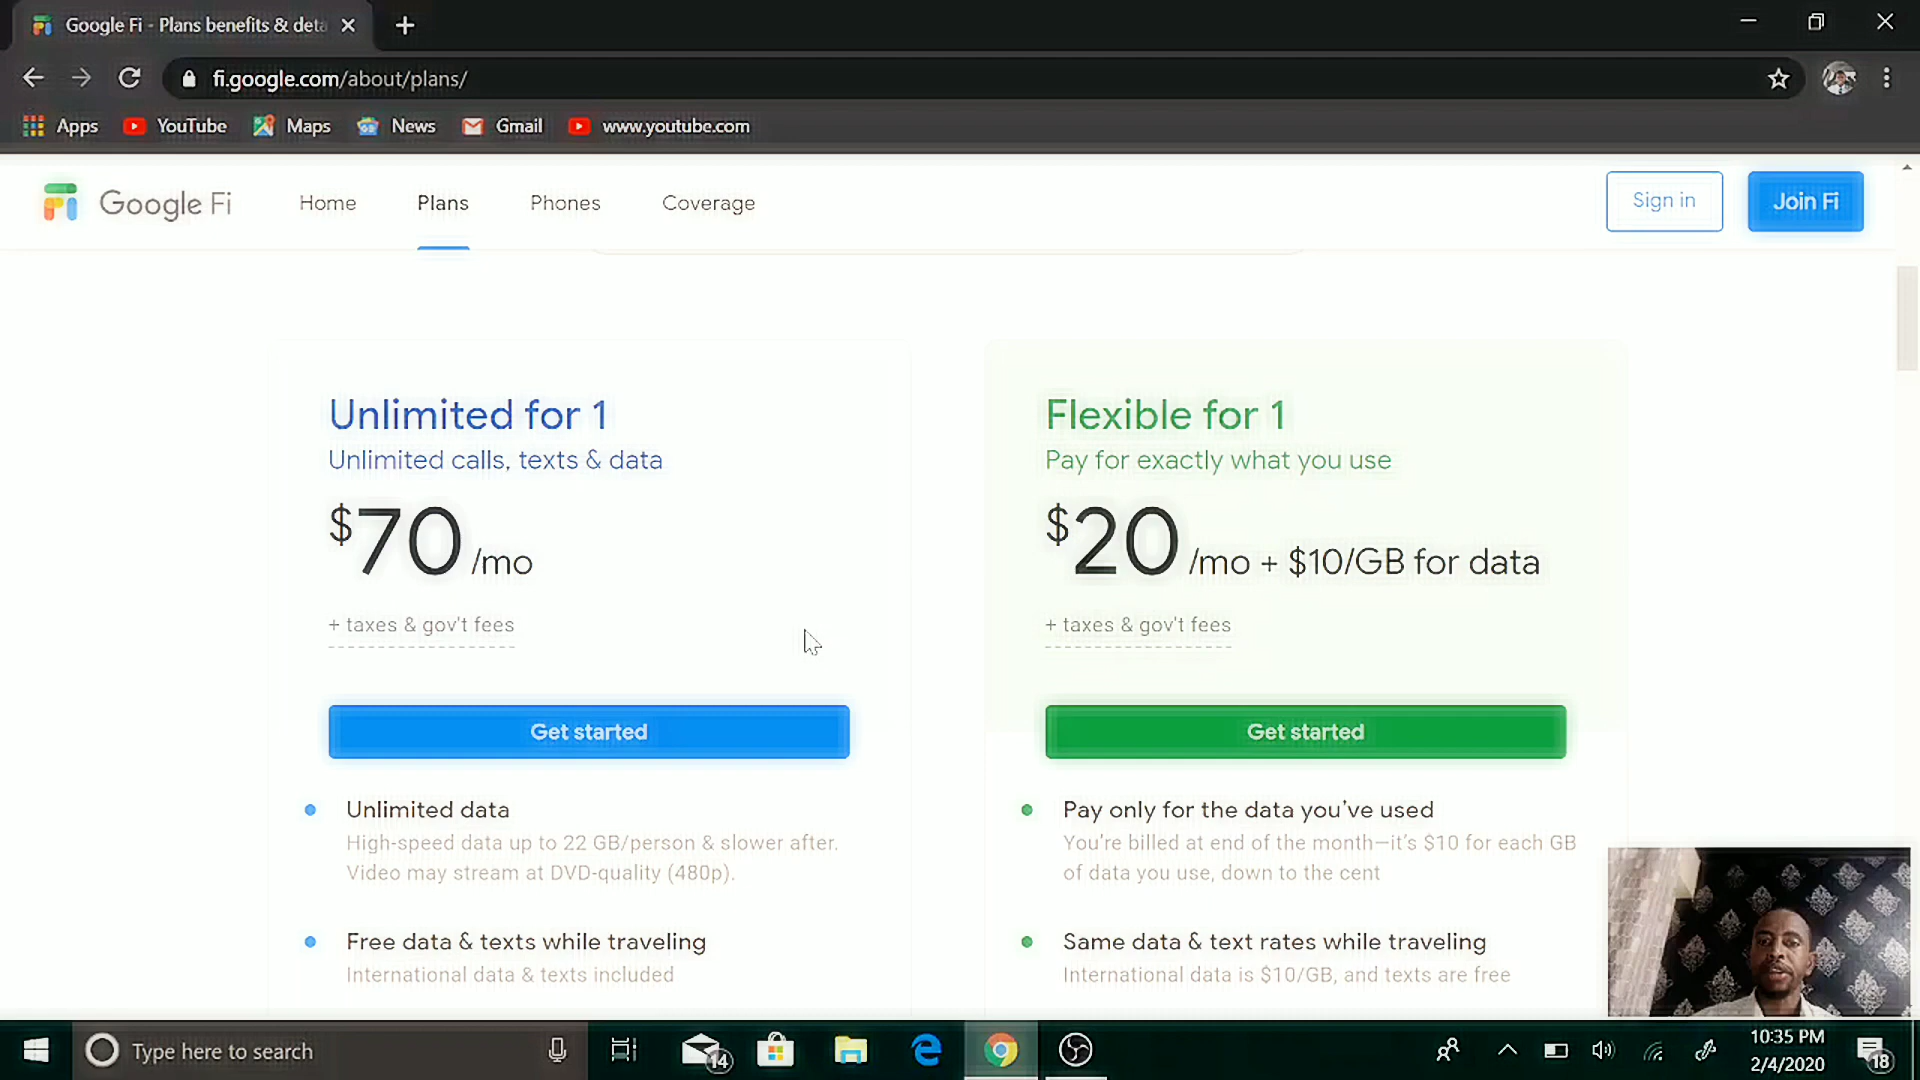 Google Fi - Plans benefits & deta
fi.google.com/about/plans/
Apps YouTube Maps News Gmail www.youtube.com
Google Fi Home Plans Phones Coverage Sign in Join Fi
Unlimited for 1
Unlimited calls, texts & data
$70 /mo
+ taxes & gov't fees
Get started
Unlimited data
High-speed data up to 22 GB/person & slower after.
Video may stream at DVD-quality (480p).
Free data & texts while traveling
International data & texts included
Flexible for 1
Pay for exactly what you use
$20 /mo + $10/GB for data
+ taxes & gov't fees
Get started
Pay only for the data you've used
You're billed at end of the month—it's $10 for each GB
of data you use, down to the cent
Same data & text rates while traveling
International data is $10/GB, and texts are free
Type here to search
14
10:35 PM
2/4/2020
18